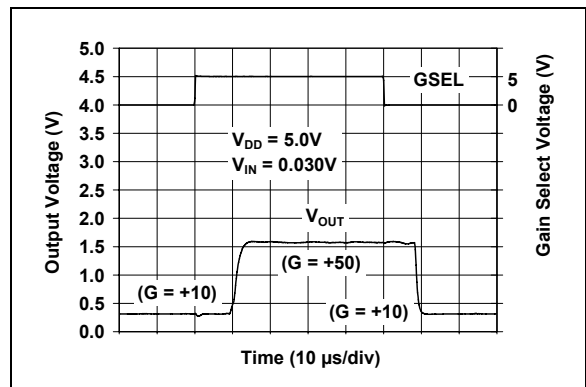 5.0
4.5
4.0
3.5
3.0
2.5
2.0
1.5
1.0
0.5
0.0
Output Voltage (V)
GSEL
5
0
Gain Select Voltage (V)
V_DD = 5.0V
V_IN = 0.030V
V_OUT
(G = +50)
(G = +10)
(G = +10)
Time (10 µs/div)